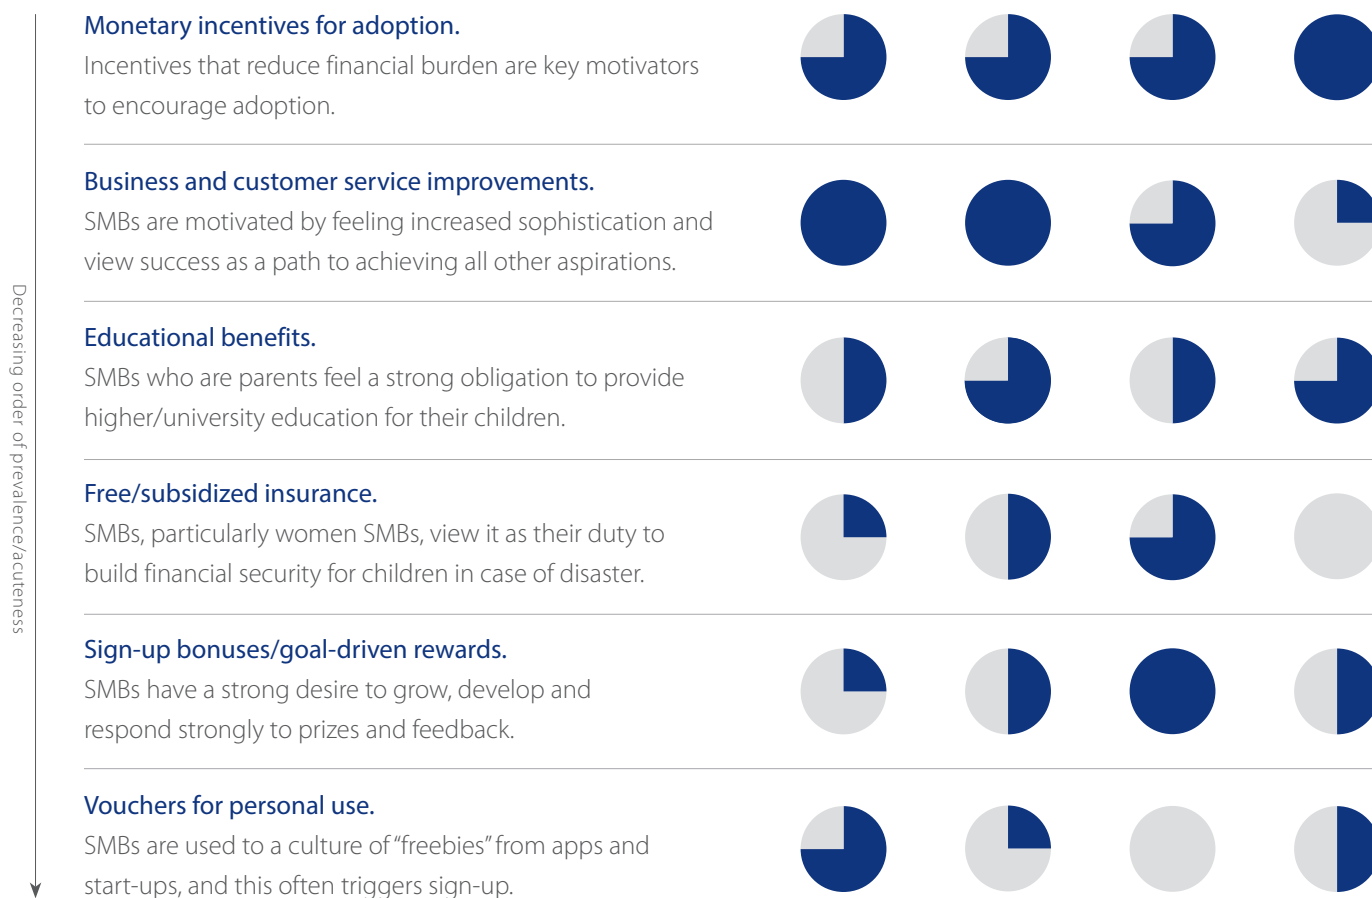 Monetary incentives for adoption.
Incentives that reduce financial burden are key motivators
to encourage adoption.
Business and customer service improvements.
SMBs are motivated by feeling increased sophistication and
view success as a path to achieving all other aspirations.
Educational benefits.
SMBs who are parents feel a strong obligation to provide
higher/university education for their children.
Free/subsidized insurance.
SMBs, particularly women SMBs, view it as their duty to
build financial security for children in case of disaster.
Sign-up bonuses/goal-driven rewards.
SMBs have a strong desire to grow, develop and
respond strongly to prizes and feedback.
Vouchers for personal use.
SMBs are used to a culture of “freebies” from apps and
start-ups, and this often triggers sign-up.
Decreasing order of prevalence/acuteness